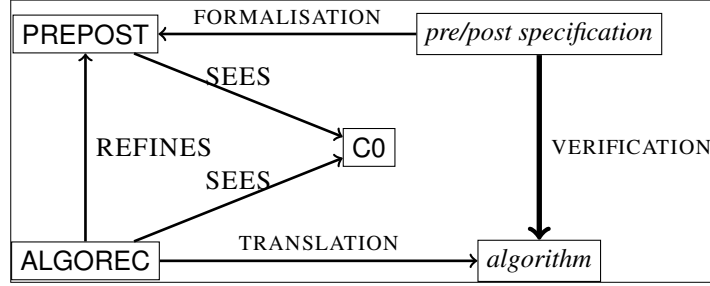 FORMALISATION
PREPOST
pre/post specification
SEES
REFINES
C0
VERIFICATION
SEES
TRANSLATION
ALGOREC
algorithm